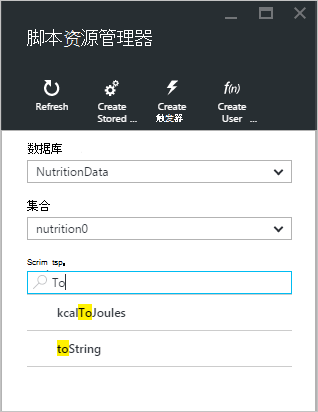 脚本资源管理器
f(n)
Refresh
Create
Stored ...
Create
触发器
Create
User ...
数据库
NutritionData
集合
nutrition0
Scrim tsp。
To
kcalToJoules
toString